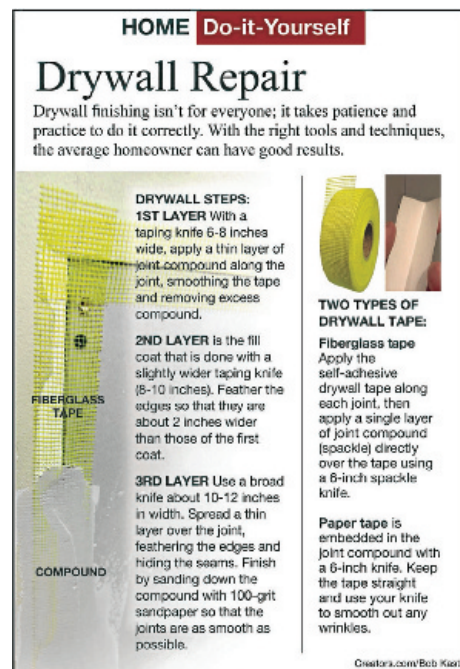 HOME Do-it-Yourself
Drywall Repair
Drywall finishing isn't for everyone; it takes patience and
practice to do it correctly. With the right tools and techniques,
the average homeowner can have good results.
DRYWALL STEPS:
1ST LAYER With a
taping knife 6-8 inches
wide, apply a thin layer of
joint compound along the
joint, smoothing the tape
and removing excess
compound.
2ND LAYER is the fill
coat that is done with a
slightly wider taping knife
(8-10 inches). Feather the
edges so that they are
about 2 inches wider
than those of the first
coat.
3RD LAYER Use a broad
knife about 10-12 inches
in width. Spread a thin
layer over the joint,
feathering the edges and
hiding the seams. Finish
by sanding down the
compound with 100-grit
sandpaper so that the
joints are as smooth as
possible.
FIBERGLASS
TAPE
COMPOUND
TWO TYPES OF
DRYWALL TAPE:
Fiberglass tape
Apply the
self-adhesive
drywall tape along
each joint, then
apply a single layer
of joint compound
(spackle) directly
over the tape using
a 6-inch spackle
knife.
Paper tape is
embedded in the
joint compound with
a 6-inch knife. Keep
the tape straight
and use your knife
to smooth out any
wrinkles.
Creators.com/Bob